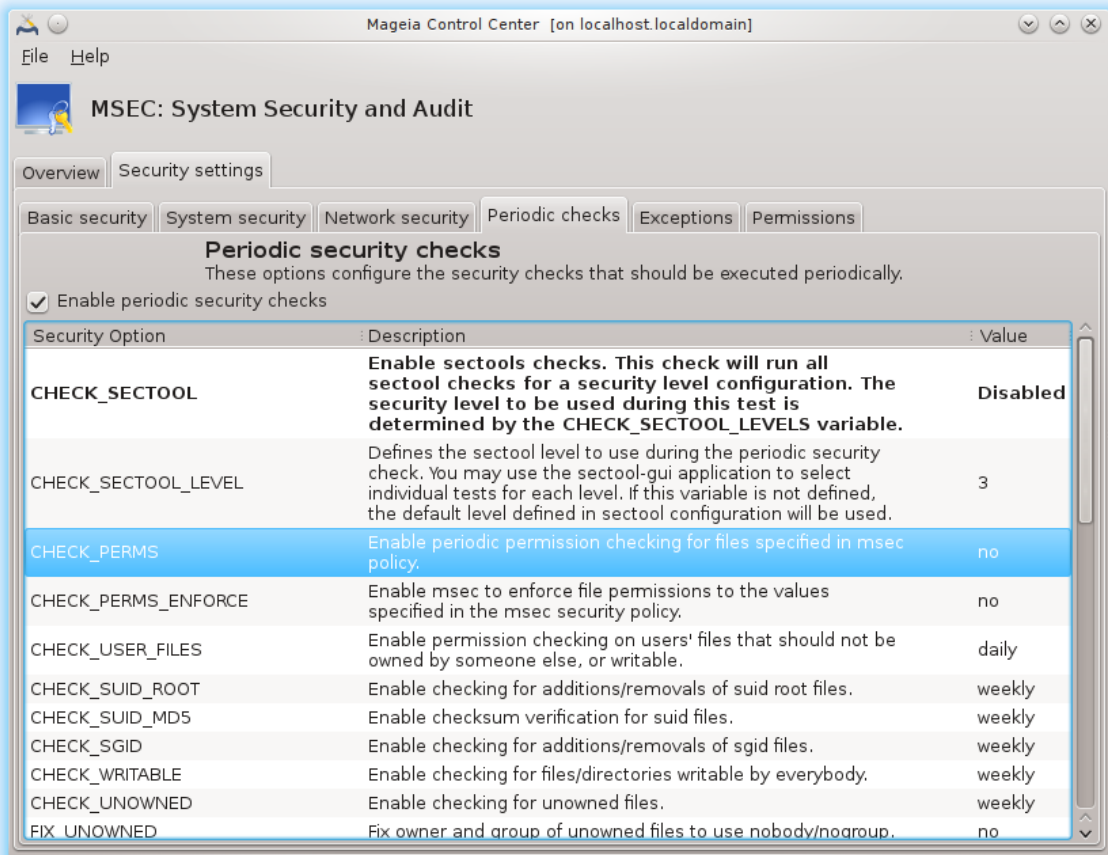 Mageia Control Center [on localhost.localdomain]
File Help
MSEC: System Security and Audit
Overview Security settings
Basic security System security Network security Periodic checks Exceptions Permissions
Periodic security checks
These options configure the security checks that should be executed periodically.
Enable periodic security checks
Security Option Description Value
Enable sectools checks. This check will run all
sectool checks for a security level configuration. The
CHECK_SECTOOL Disabled
security level to be used during this test is
determined by the CHECK_SECTOOL_LEVELS variable.
Defines the sectool level to use during the periodic security
check. You may use the sectool-gui application to select
CHECK_SECTOOL_LEVEL 3
individual tests for each level. If this variable is not defined,
the default level defined in sectool configuration will be used.
CHECK_PERMS Enable periodic permission checking for files specified in msec no
policy.
CHECK_PERMS_ENFORCE Enable msec to enforce file permissions to the values no
specified in the msec security policy.
CHECK_USER_FILES Enable permission checking on users' files that should not be daily
owned by someone else, or writable.
CHECK_SUID_ROOT Enable checking for additions/removals of suid root files. weekly
CHECK_SUID_MD5 Enable checksum verification for suid files. weekly
CHECK_SGID Enable checking for additions/removals of sgid files. weekly
CHECK_WRITABLE Enable checking for files/directories writable by everybody. weekly
CHECK_UNOWNED Enable checking for unowned files. weekly
FIX_UNOWNED Fix owner and group of unowned files to use nobody/nogroup. no